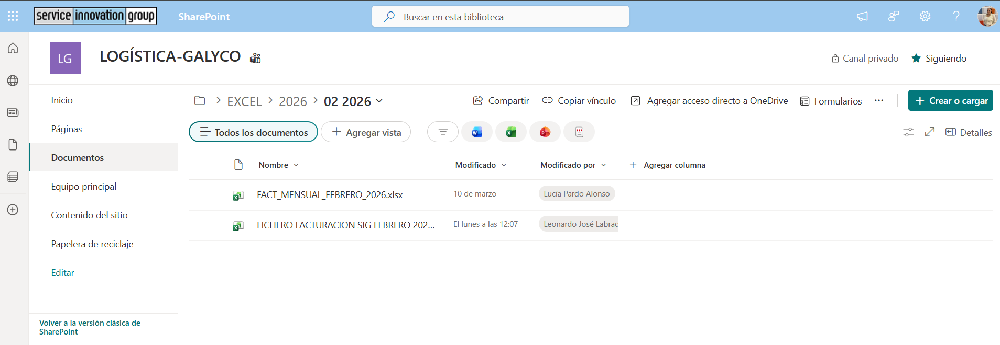 service innovation group
SharePoint
Buscar en esta biblioteca
LG
LOGÍSTICA-GALYCO
Canal privado
Siguiendo
Inicio
Páginas
Documentos
Equipo principal
Contenido del sitio
Papelera de reciclaje
Editar
Volver a la versión clásica de
SharePoint
EXCEL > 2026 > 02 2026
Compartir
Copiar vínculo
Agregar acceso directo a OneDrive
Formularios
Crear o cargar
Todos los documentos
Agregar vista
Detalles
Nombre
Modificado
Modificado por
Agregar columna
FACT_MENSUAL_FEBRERO_2026.xlsx
10 de marzo
Lucía Pardo Alonso
FICHERO FACTURACION SIG FEBRERO 202...
El lunes a las 12:07
Leonardo José Labrad